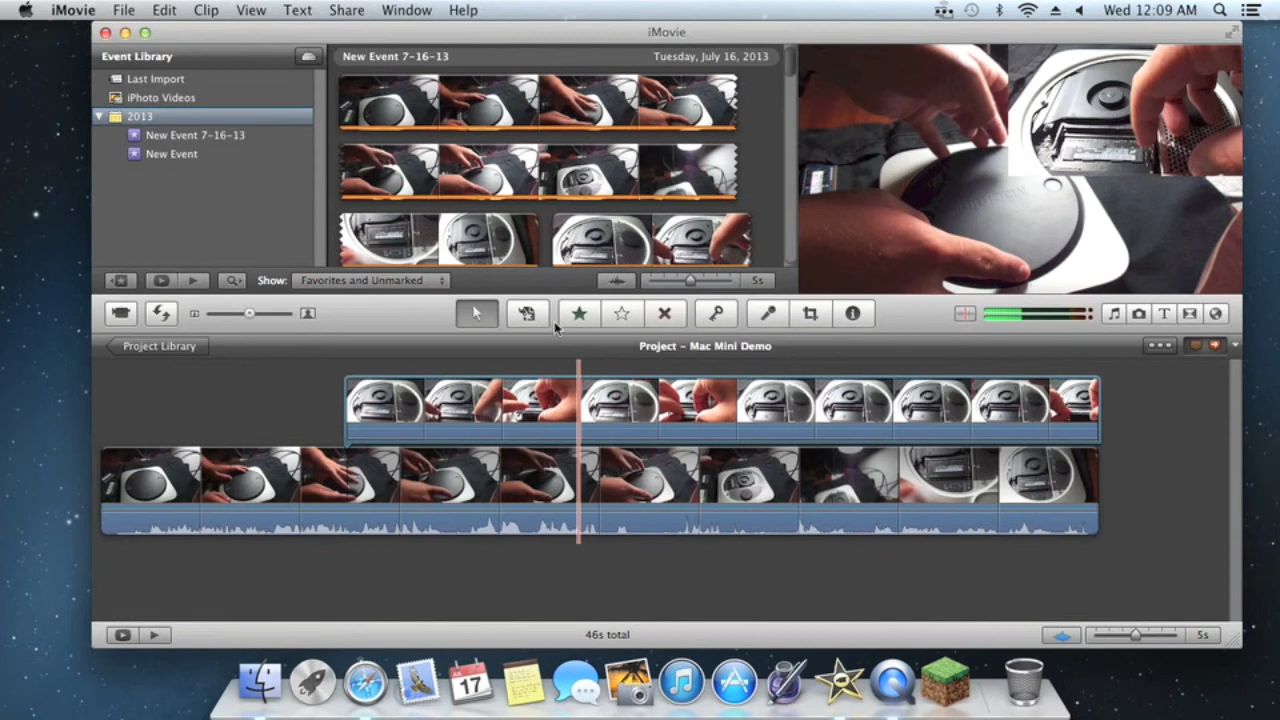 iMovie File Edit Clip View Text Share Window Help Wed 12:09 AM
iMovie
Event Library
New Event 7-16-13 Tuesday, July 16, 2013
Last Import
iPhoto Videos
2013
New Event 7-16-13
New Event
Show: Favorites and Unmarked 5s
Project Library Project - Mac Mini Demo
46s total 5s
JUL
17